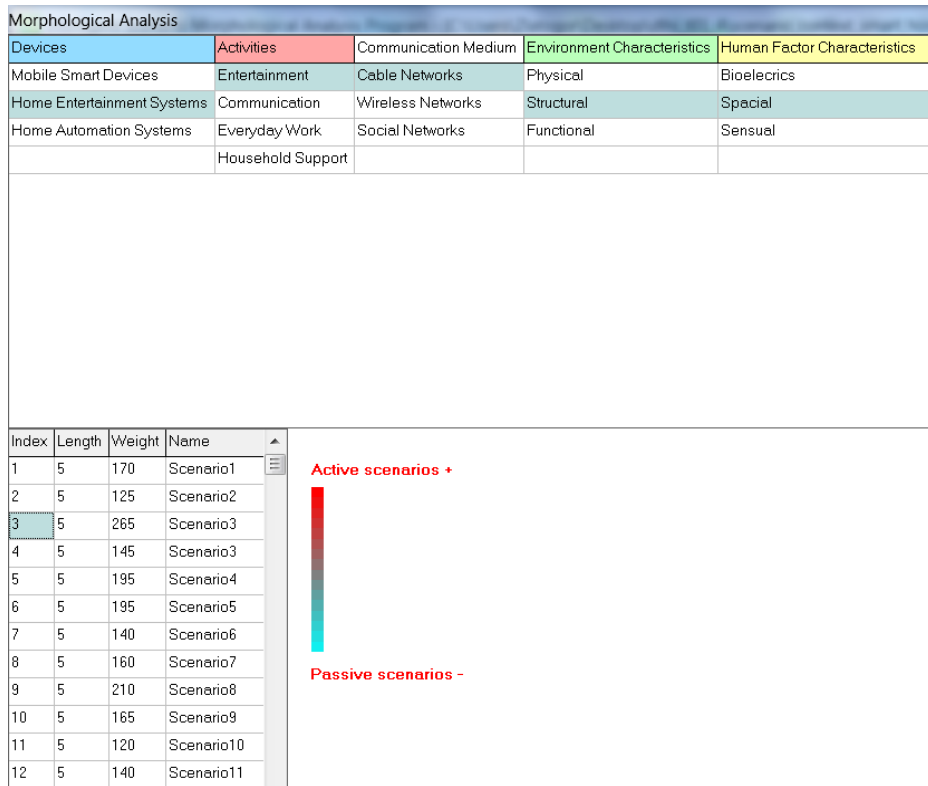 Morphological Analysis
Devices Activities Communication Medium Environment Characteristics Human Factor Characteristics
Mobile Smart Devices Entertainment Cable Networks Physical Bioelecrics
Home Entertainment Systems Communication Wireless Networks Structural Spacial
Home Automation Systems Everyday Work Social Networks Functional Sensual
Household Support
Index Length Weight Name
1 5 170 Scenario1
2 5 125 Scenario2
3 5 265 Scenario3
4 5 145 Scenario3
5 5 195 Scenario4
6 5 195 Scenario5
7 5 140 Scenario6
8 5 160 Scenario7
9 5 210 Scenario8
10 5 165 Scenario9
11 5 120 Scenario10
12 5 140 Scenario11
Active scenarios +
Passive scenarios -